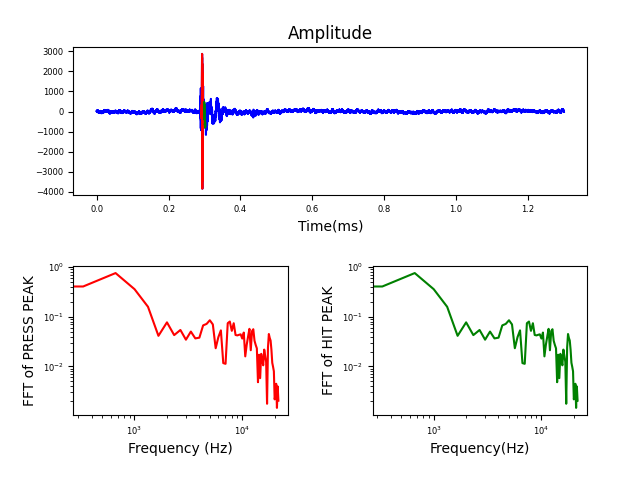 Amplitude
3000
2000
1000
0
−1000
−2000
−3000
−4000
0.0 0.2 0.4 0.6 0.8 1.0 1.2
Time(ms)
FFT of PRESS PEAK
10⁰
10⁻¹
10⁻²
10³ 10⁴
Frequency (Hz)
FFT of HIT PEAK
10⁰
10⁻¹
10⁻²
10³ 10⁴
Frequency(Hz)